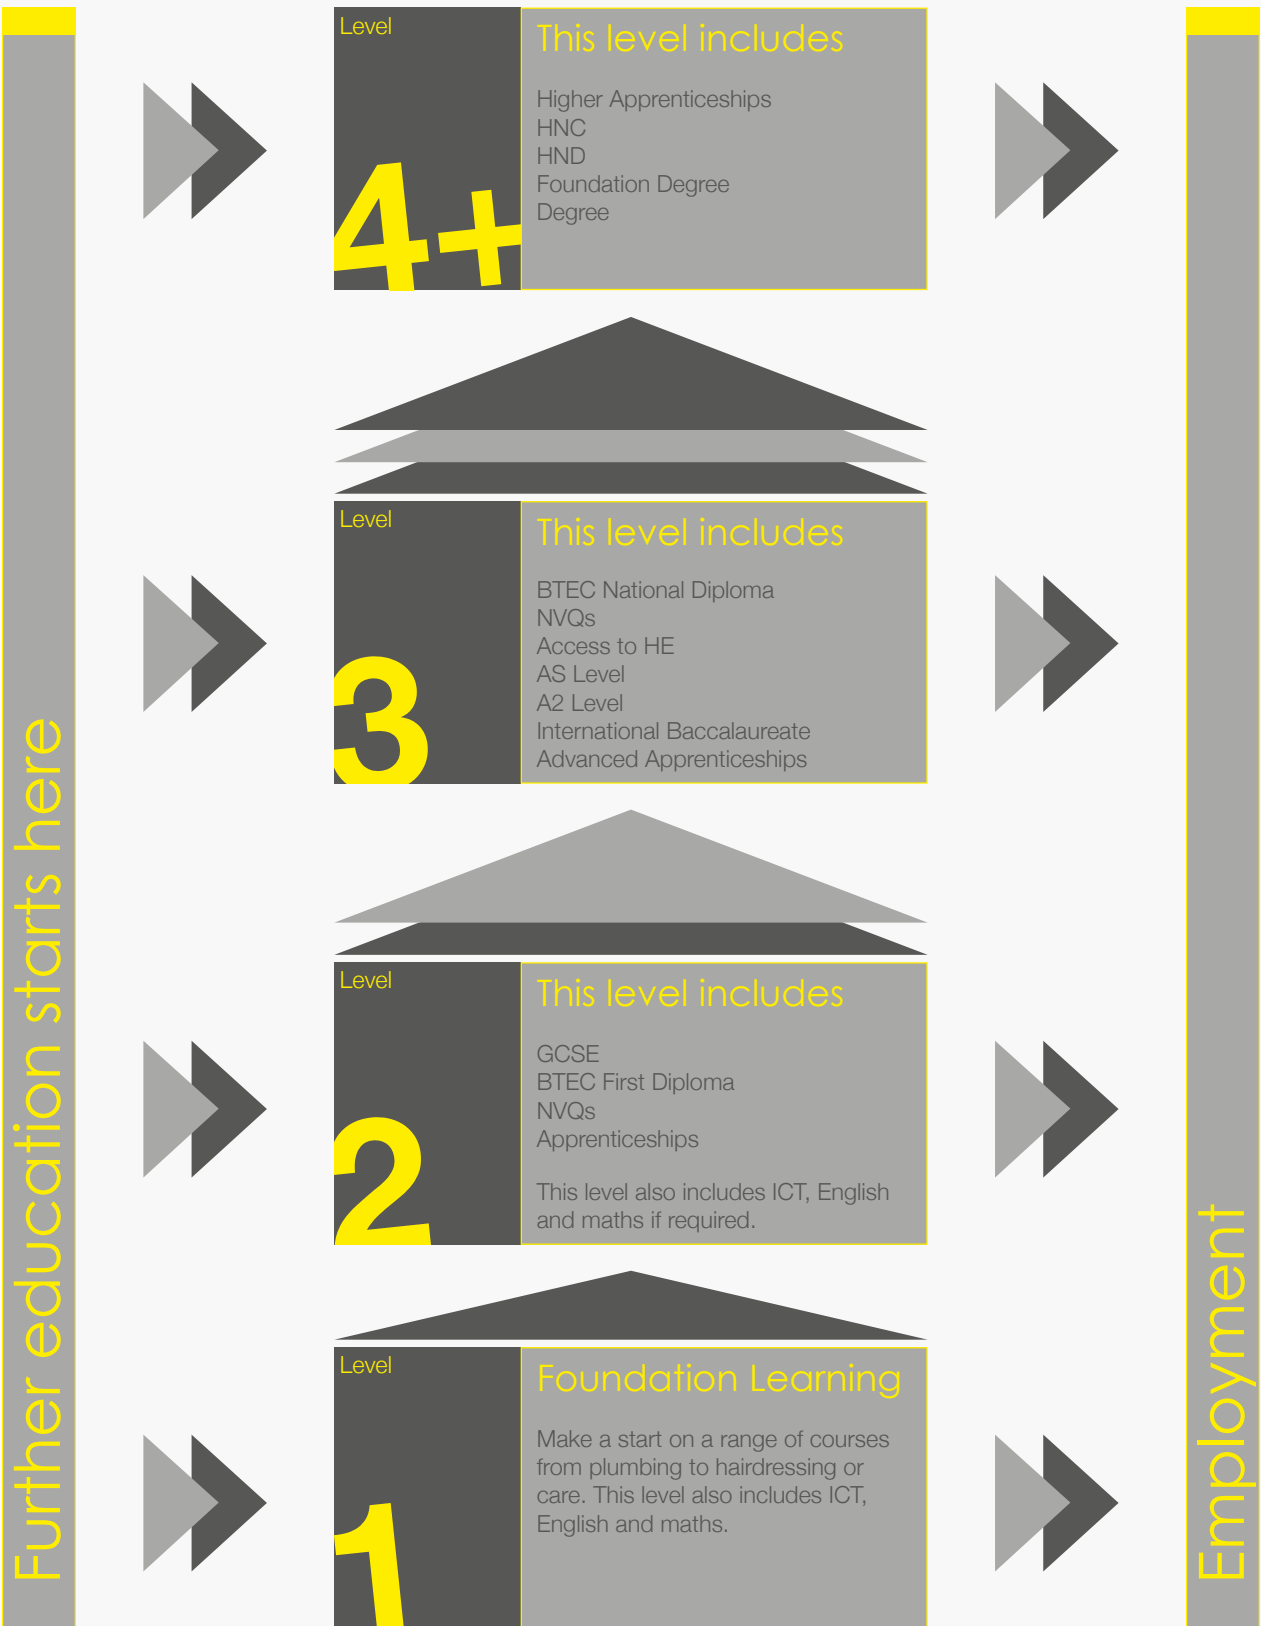 Further education starts here
Level
4+
This level includes
Higher Apprenticeships
HNC
HND
Foundation Degree
Degree
Level
3
This level includes
BTEC National Diploma
NVQs
Access to HE
AS Level
A2 Level
International Baccalaureate
Advanced Apprenticeships
Level
2
This level includes
GCSE
BTEC First Diploma
NVQs
Apprenticeships
This level also includes ICT, English
and maths if required.
Level
1
Foundation Learning
Make a start on a range of courses
from plumbing to hairdressing or
care. This level also includes ICT,
English and maths.
Employment